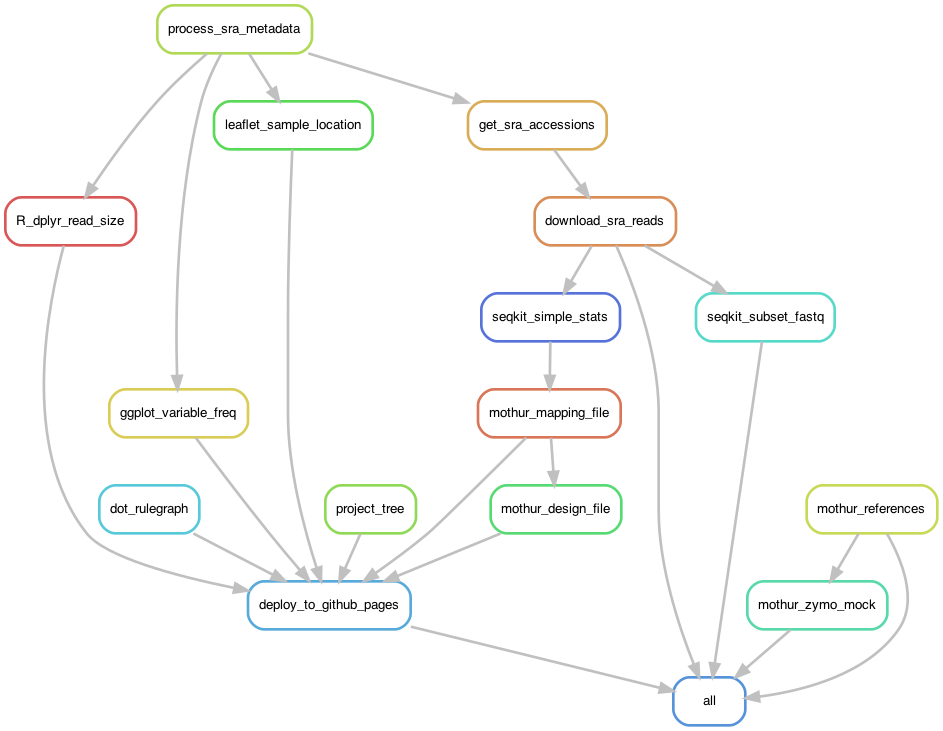 process_sra_metadata
leaflet_sample_location
get_sra_accessions
R_dplyr_read_size
download_sra_reads
seqkit_simple_stats
seqkit_subset_fastq
ggplot_variable_freq
mothur_mapping_file
dot_rulegraph
project_tree
mothur_design_file
mothur_references
deploy_to_github_pages
mothur_zymo_mock
all